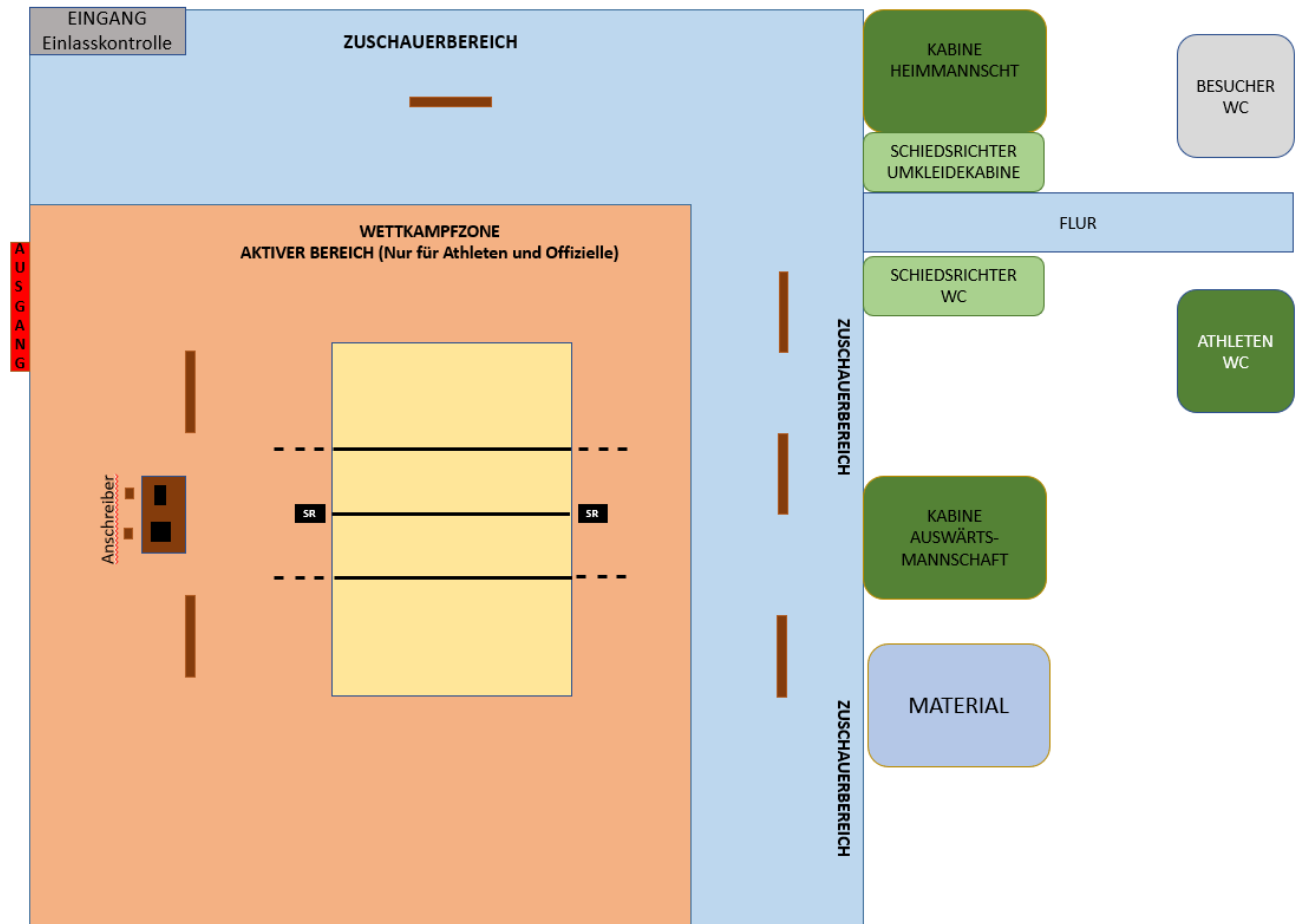 EINGANG
Einlasskontrolle
ZUSCHAUERBEREICH
KABINE
HEIMMANNSCHT
BESUCHER
WC
SCHIEDSRICHTER
UMKLEIDEKABINE
FLUR
WETTKAMPFZONE
AKTIVER BEREICH (Nur für Athleten und Offizielle)
AUSGANG
SCHIEDSRICHTER
WC
ATHLETEN
WC
ZUSCHAUERBEREICH
Anschreiber
SR
SR
KABINE
AUSWÄRTS-
MANNSCHAFT
MATERIAL
ZUSCHAUERBEREICH